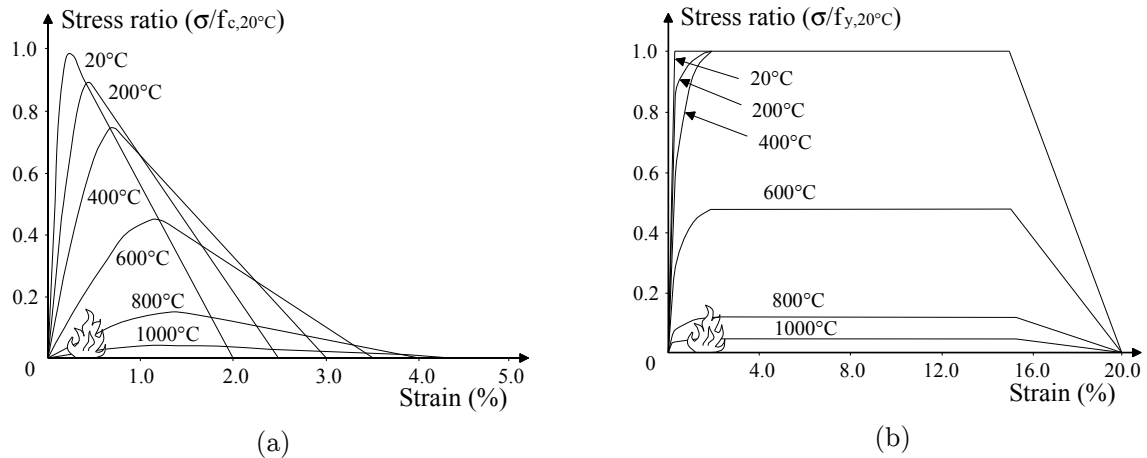 Stress ratio (σ/fc,20°C)
1.0
0.8
0.6
0.4
0.2
0
20°C
200°C
400°C
600°C
800°C
1000°C
1.0
2.0
3.0
4.0
5.0
Strain (%)
(a)
Stress ratio (σ/fy,20°C)
1.0
0.8
0.6
0.4
0.2
0
20°C
200°C
400°C
600°C
800°C
1000°C
4.0
8.0
12.0
16.0
20.0
Strain (%)
(b)